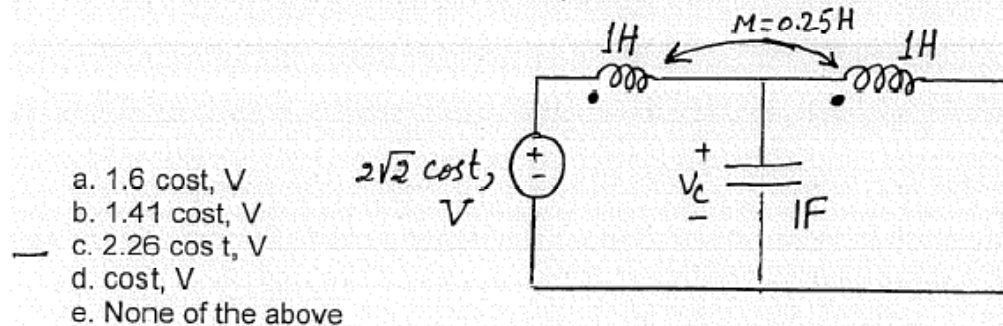 M=0.25H
1H
1H
2√2 cost,
V
+
-
+
Vc
-
1F
a. 1.6 cost, V
b. 1.41 cost, V
c. 2.26 cos t, V
d. cost, V
e. None of the above